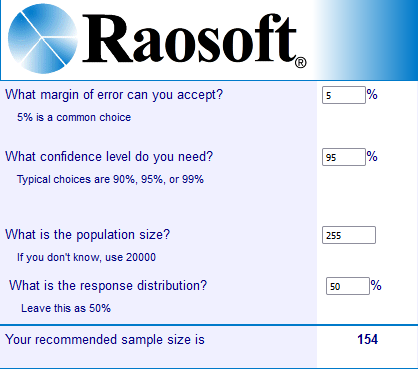 Raosoft®
What margin of error can you accept? 5 %
5% is a common choice
What confidence level do you need? 95 %
Typical choices are 90%, 95%, or 99%
What is the population size? 255
If you don't know, use 20000
What is the response distribution? 50 %
Leave this as 50%
Your recommended sample size is 154